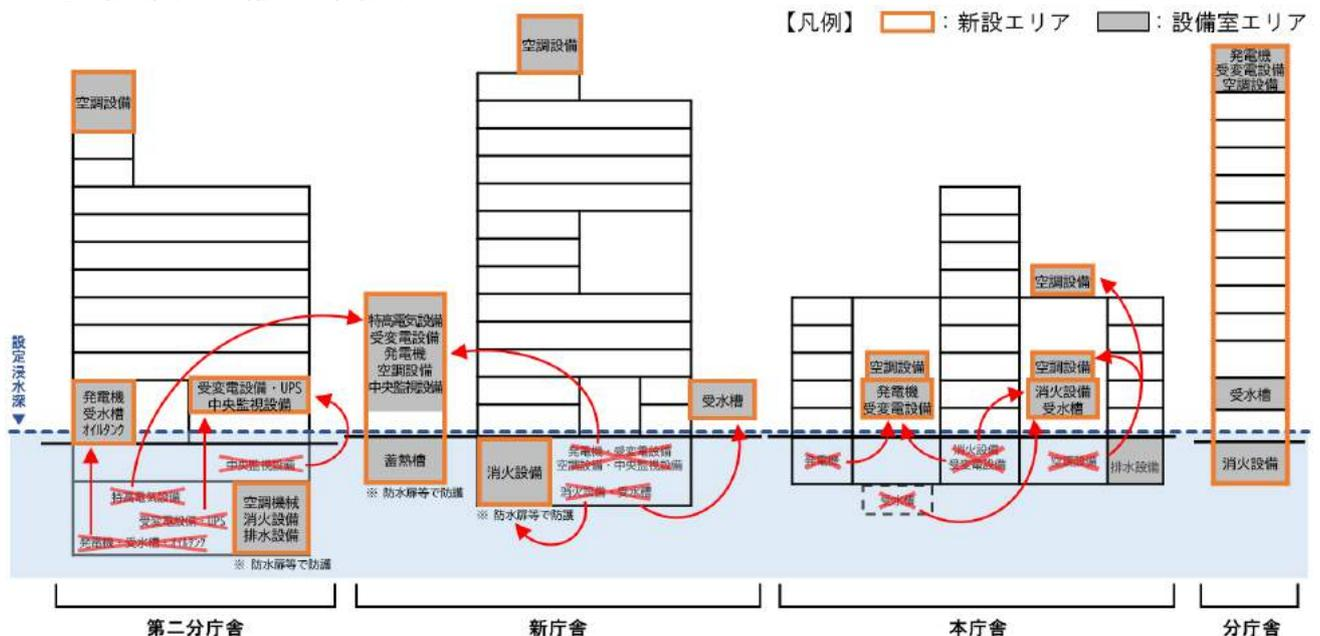 【凡例】 ：新設エリア ：設備室エリア
空調設備
発電機
受水槽
オイルタンク
受変電設備・UPS
中央監視設備
中央監視設備
特高電気設備
受変電設備・UPS
発電機・受水槽・オイルタンク
空調機械
消火設備
排水設備
※ 防水扉等で防護
設定浸水深
特高電気設備
受変電設備
発電機
空調設備
中央監視設備
蓄熱槽
※ 防水扉等で防護
空調設備
受水槽
消火設備
※ 防水扉等で防護
発電機・受変電設備
空調設備・中央監視設備
消火設備・受水槽
空調設備
空調設備
発電機
受変電設備
空調設備
消火設備
受水槽
発電機
消火設備
受変電設備
空調設備
排水設備
受水槽
発電機
受変電設備
空調設備
受水槽
消火設備
第二分庁舎
新庁舎
本庁舎
分庁舎